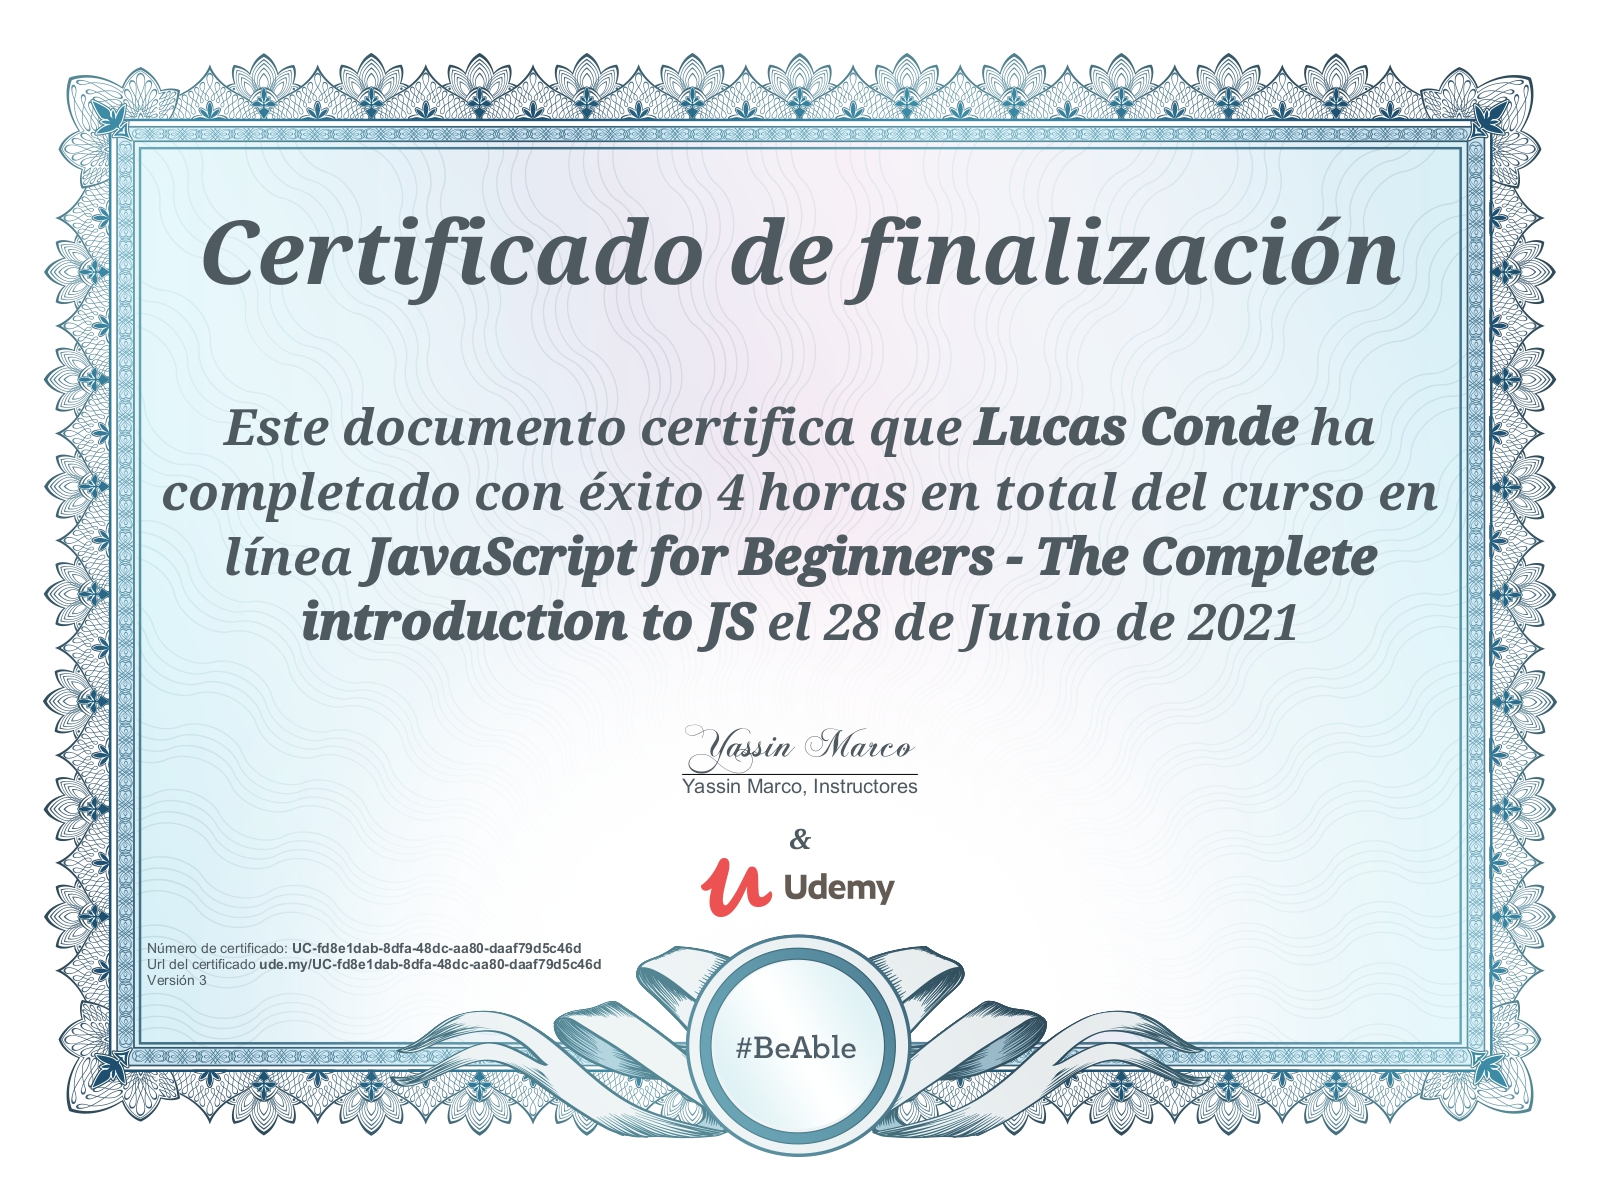 Certificado de finalización
Este documento certifica que Lucas Conde ha
completado con éxito 4 horas en total del curso en
línea JavaScript for Beginners - The Complete
introduction to JS el 28 de Junio de 2021
Yassin Marco
Yassin Marco, Instructores
&
Udemy
Número de certificado: UC-fd8e1dab-8dfa-48dc-aa80-daaf79d5c46d
Url del certificado ude.my/UC-fd8e1dab-8dfa-48dc-aa80-daaf79d5c46d
Versión 3
#BeAble